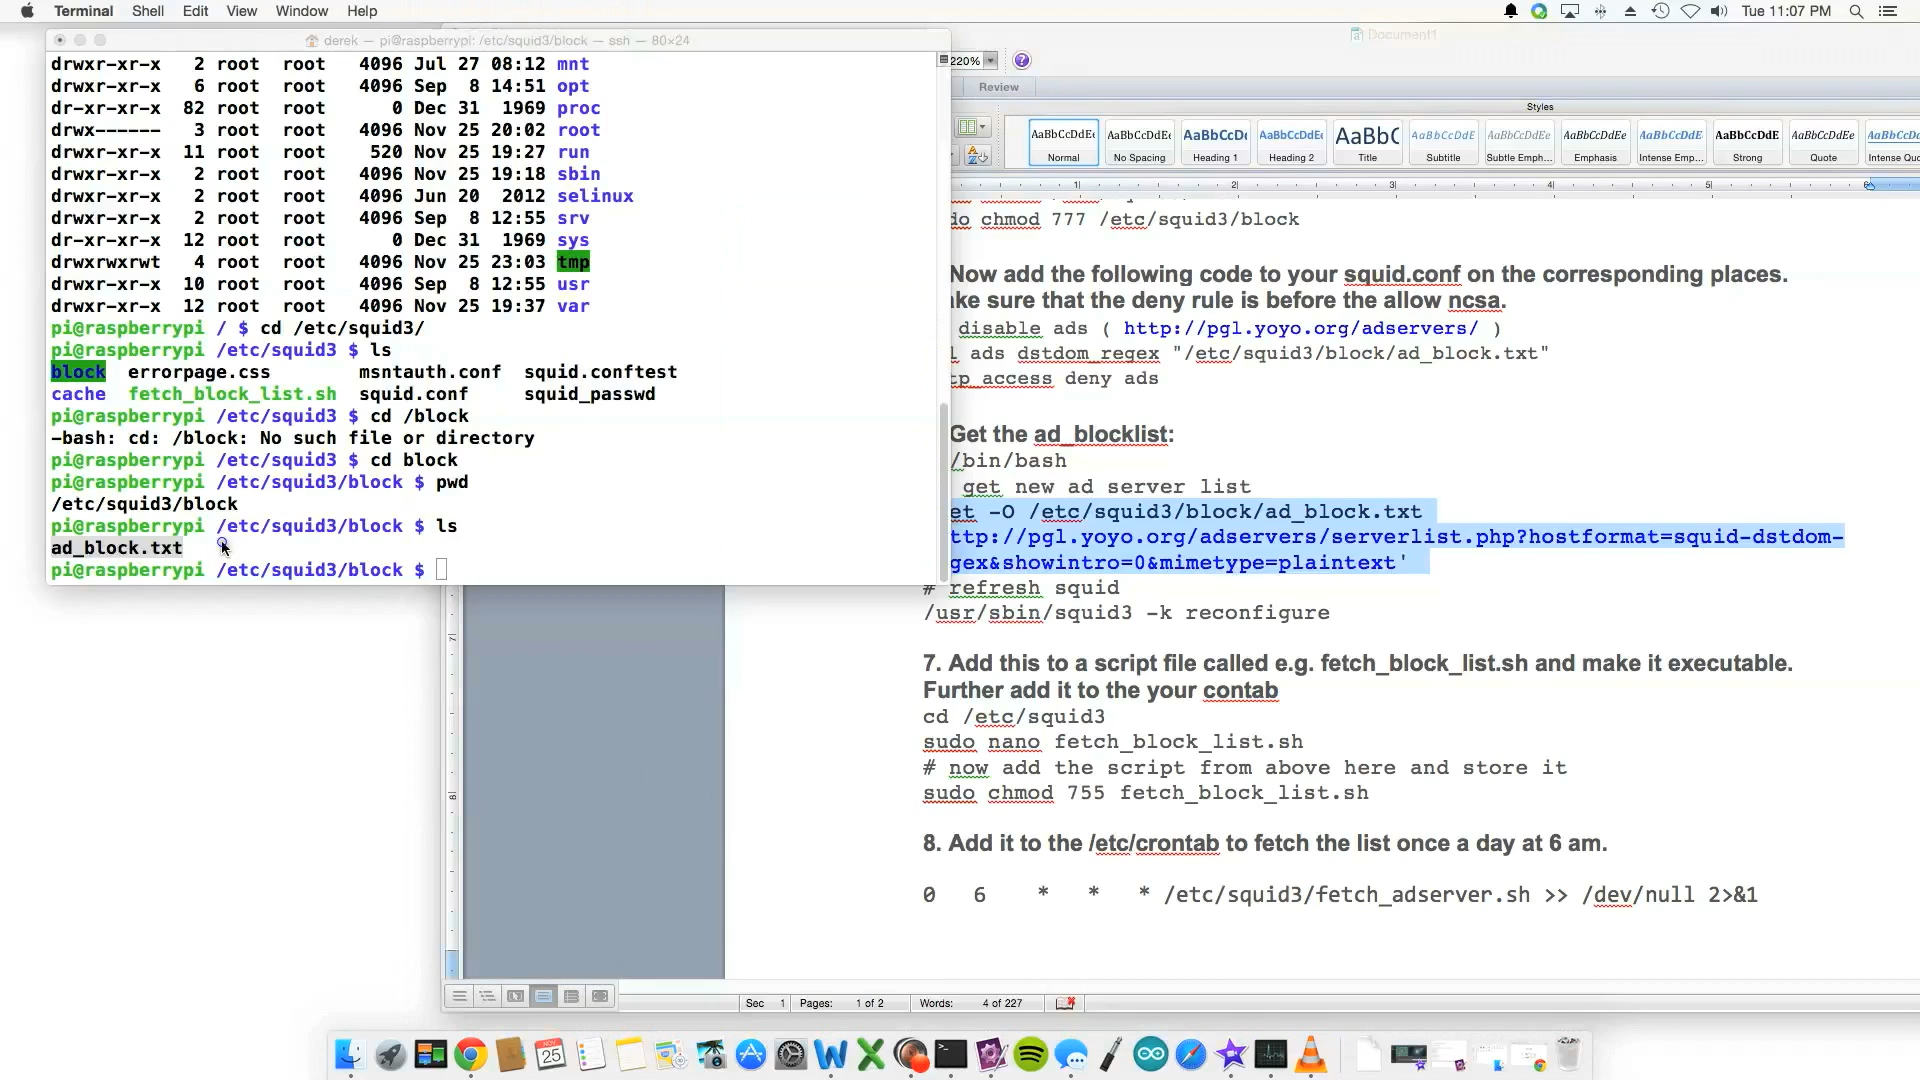 Terminal Shell Edit View Window Help
Tue 11:07 PM
derek — pi@raspberrypi: /etc/squid3/block — ssh — 80×24
drwxr-xr-x 2 root root 4096 Jul 27 08:12 mnt
drwxr-xr-x 6 root root 4096 Sep 8 14:51 opt
dr-xr-xr-x 82 root root 0 Dec 31 1969 proc
drwx------ 3 root root 4096 Nov 25 20:02 root
drwxr-xr-x 11 root root 520 Nov 25 19:27 run
drwxr-xr-x 2 root root 4096 Nov 25 19:18 sbin
drwxr-xr-x 2 root root 4096 Jun 20 2012 selinux
drwxr-xr-x 2 root root 4096 Sep 8 12:55 srv
dr-xr-xr-x 12 root root 0 Dec 31 1969 sys
drwxrwxrwt 4 root root 4096 Nov 25 23:03 tmp
drwxr-xr-x 10 root root 4096 Sep 8 12:55 usr
drwxr-xr-x 12 root root 4096 Nov 25 19:37 var
pi@raspberrypi / $ cd /etc/squid3/
pi@raspberrypi /etc/squid3 $ ls
block errorpage.css msntauth.conf squid.conftest
cache fetch_block_list.sh squid.conf squid_passwd
pi@raspberrypi /etc/squid3 $ cd /block
-bash: cd: /block: No such file or directory
pi@raspberrypi /etc/squid3 $ cd block
pi@raspberrypi /etc/squid3/block $ pwd
/etc/squid3/block
pi@raspberrypi /etc/squid3/block $ ls
ad_block.txt
pi@raspberrypi /etc/squid3/block $
Document1
220%
Review
Styles
AaBbCcDdEe AaBbCcDdEe AaBbCcDı AaBbCcDdEı AaBbC AaBbCcDdE AaBbCcDdEe AaBbCcDdEe AaBbCcDdE AaBbCcDdE AaBbCcDdEe AaBbCcDd
Normal No Spacing Heading 1 Heading 2 Title Subtitle Subtle Emph... Emphasis Intense Emp... Strong Quote Intense Quo
1 2 3 4 5
do chmod 777 /etc/squid3/block
Now add the following code to your squid.conf on the corresponding places.
ke sure that the deny rule is before the allow ncsa.
disable ads ( http://pgl.yoyo.org/adservers/ )
l ads dstdom_regex "/etc/squid3/block/ad_block.txt"
tp_access deny ads
Get the ad_blocklist:
/bin/bash
get new ad server list
et -O /etc/squid3/block/ad_block.txt
ttp://pgl.yoyo.org/adservers/serverlist.php?hostformat=squid-dstdom-
gex&showintro=0&mimetype=plaintext'
# refresh squid
/usr/sbin/squid3 -k reconfigure
7. Add this to a script file called e.g. fetch_block_list.sh and make it executable.
Further add it to the your contab
cd /etc/squid3
sudo nano fetch_block_list.sh
# now add the script from above here and store it
sudo chmod 755 fetch_block_list.sh
8. Add it to the /etc/crontab to fetch the list once a day at 6 am.
0 6 * * * /etc/squid3/fetch_adserver.sh >> /dev/null 2>&1
7
8
Sec 1 Pages: 1 of 2 Words: 4 of 227
NOV
25